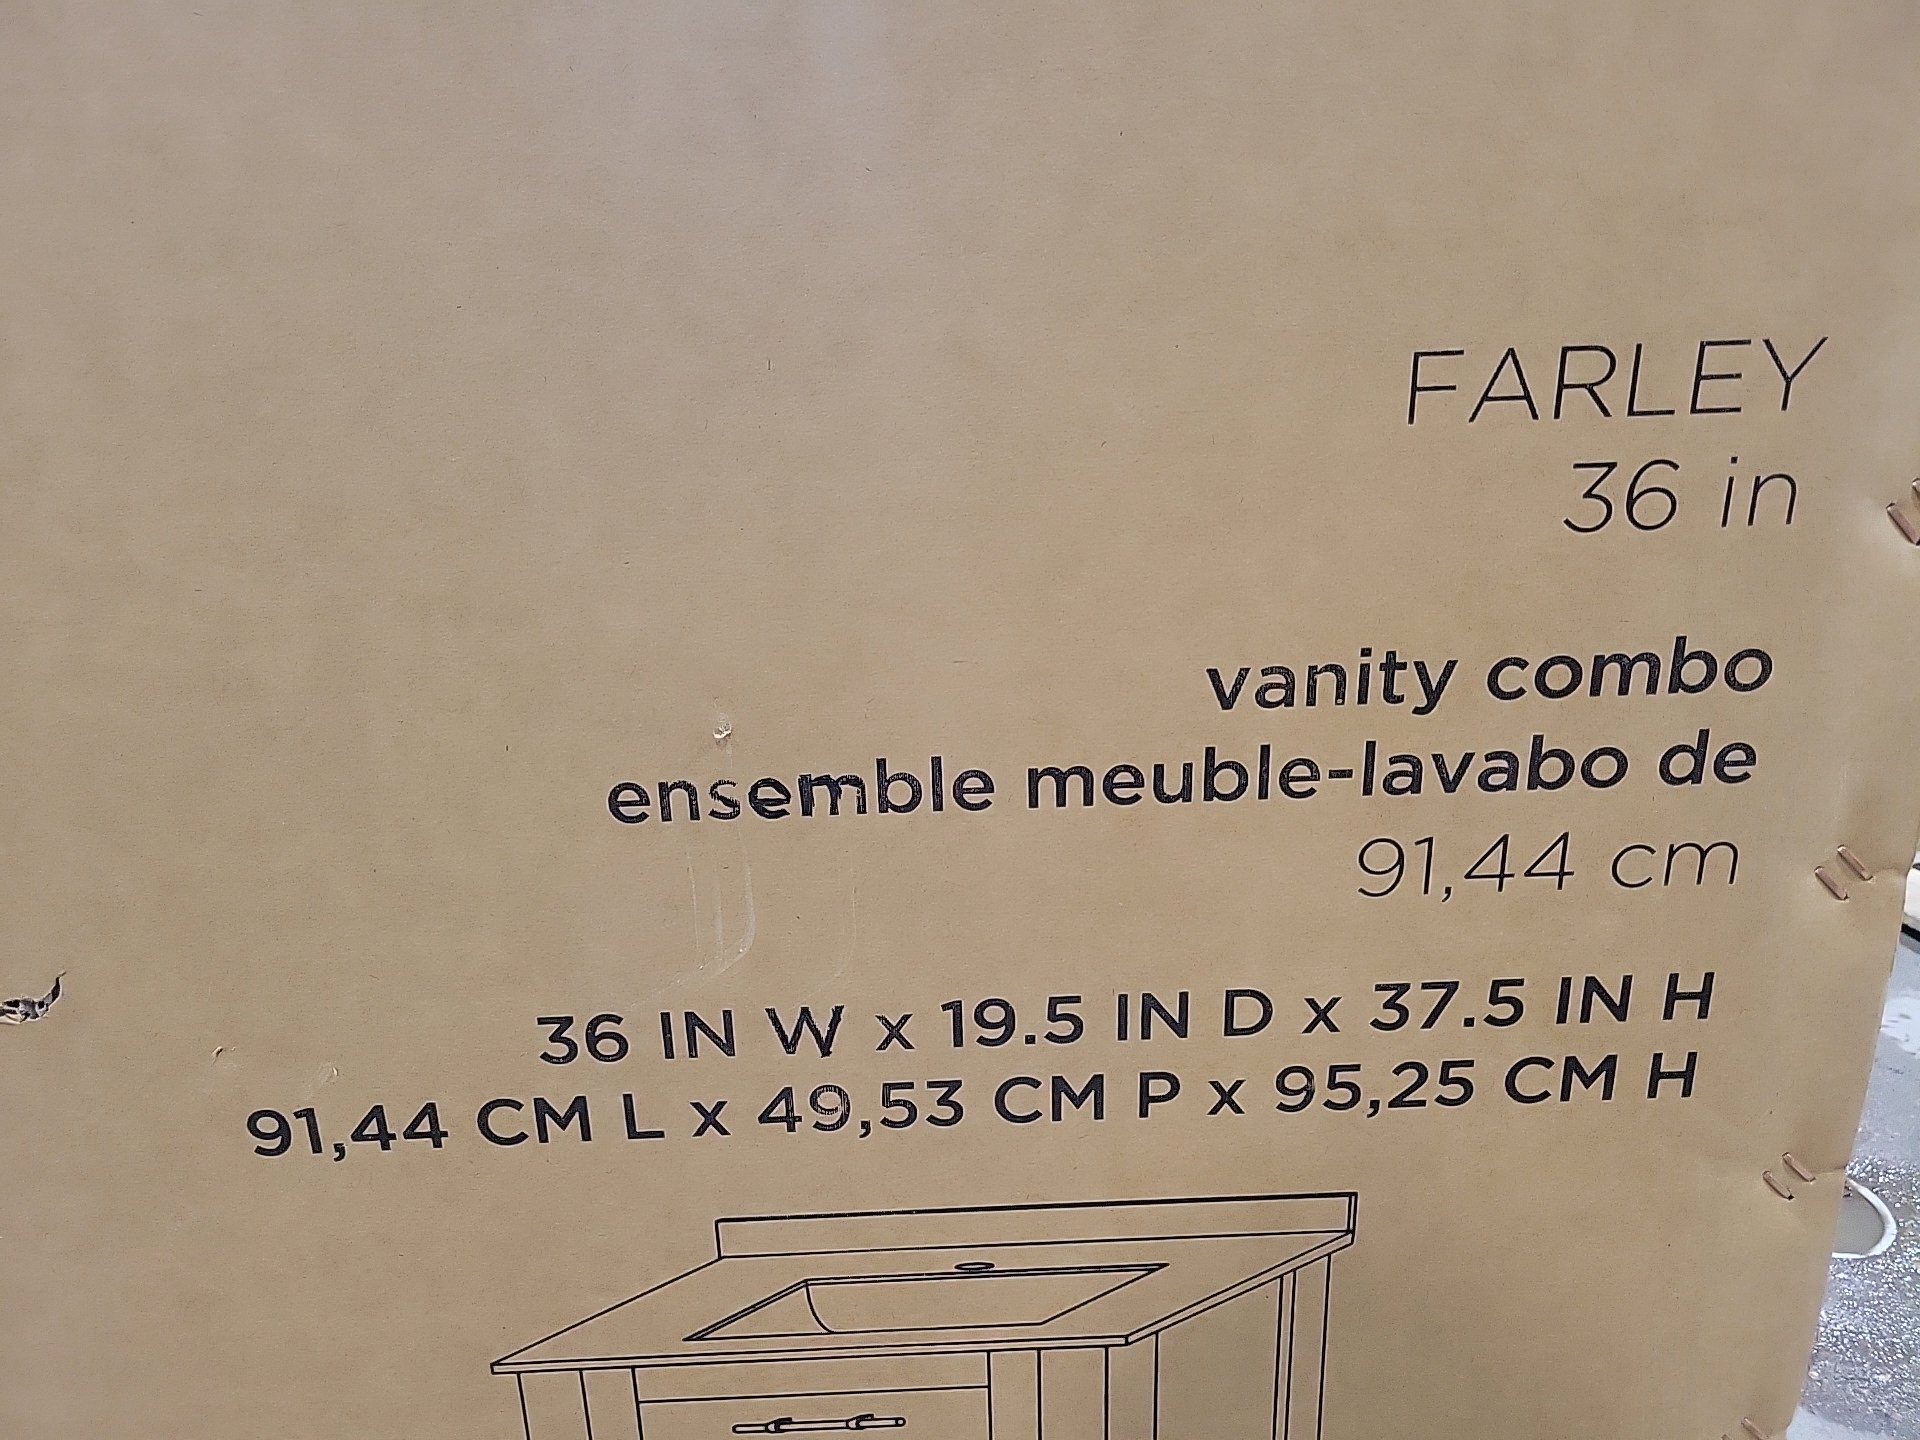 FARLEY
36 in
vanity combo
ensemble meuble-lavabo de
91,44 cm
36 IN W x 19.5 IN D x 37.5 IN H
91,44 CM L x 49,53 CM P x 95,25 CM H